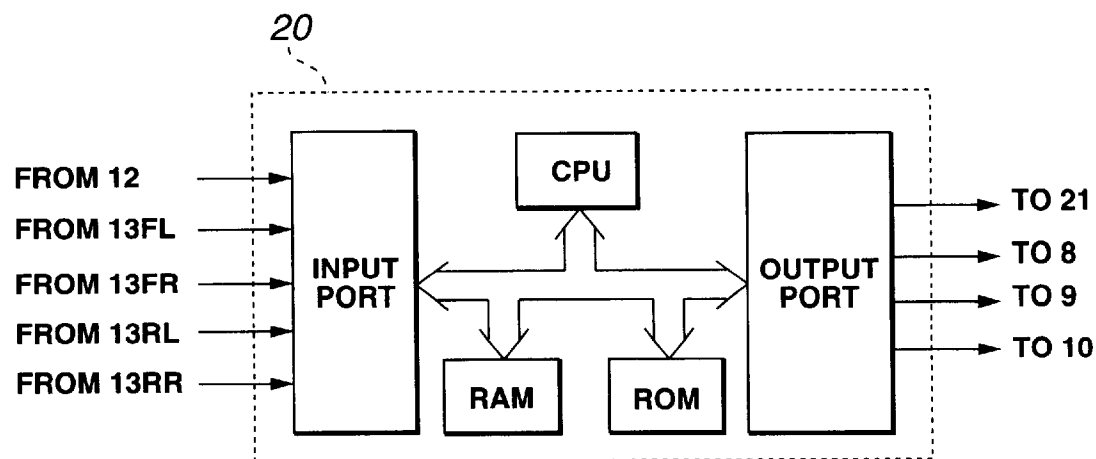 20
FROM 12
FROM 13FL
FROM 13FR
FROM 13RL
FROM 13RR
INPUT
PORT
CPU
RAM
ROM
OUTPUT
PORT
TO 21
TO 8
TO 9
TO 10